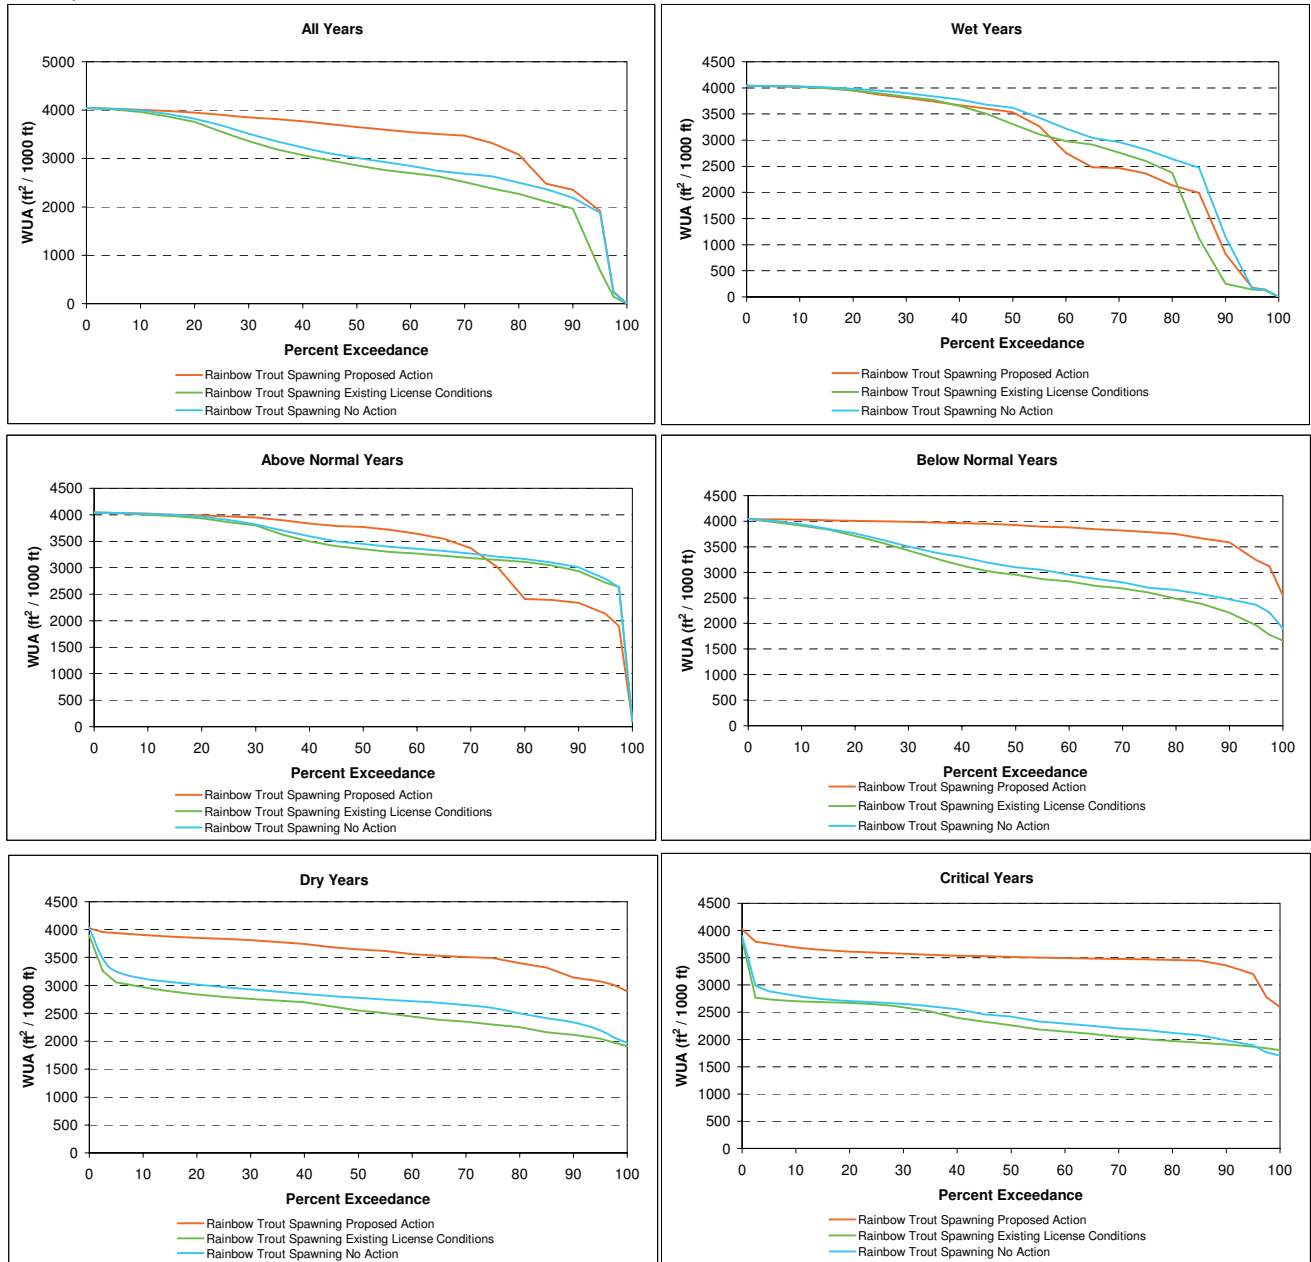 All Years
5000
4000
3000
2000
1000
0
WUA (ft² / 1000 ft)
0 10 20 30 40 50 60 70 80 90 100
Percent Exceedance
Rainbow Trout Spawning Proposed Action
Rainbow Trout Spawning Existing License Conditions
Rainbow Trout Spawning No Action
Wet Years
4500
4000
3500
3000
2500
2000
1500
1000
500
0
WUA (ft² / 1000 ft)
0 10 20 30 40 50 60 70 80 90 100
Percent Exceedance
Rainbow Trout Spawning Proposed Action
Rainbow Trout Spawning Existing License Conditions
Rainbow Trout Spawning No Action
Above Normal Years
4500
4000
3500
3000
2500
2000
1500
1000
500
0
WUA (ft² / 1000 ft)
0 10 20 30 40 50 60 70 80 90 100
Percent Exceedance
Rainbow Trout Spawning Proposed Action
Rainbow Trout Spawning Existing License Conditions
Rainbow Trout Spawning No Action
Below Normal Years
4500
4000
3500
3000
2500
2000
1500
1000
500
0
WUA (ft² / 1000 ft)
0 10 20 30 40 50 60 70 80 90 100
Percent Exceedance
Rainbow Trout Spawning Proposed Action
Rainbow Trout Spawning Existing License Conditions
Rainbow Trout Spawning No Action
Dry Years
4500
4000
3500
3000
2500
2000
1500
1000
500
0
WUA (ft² / 1000 ft)
0 10 20 30 40 50 60 70 80 90 100
Percent Exceedance
Rainbow Trout Spawning Proposed Action
Rainbow Trout Spawning Existing License Conditions
Rainbow Trout Spawning No Action
Critical Years
4500
4000
3500
3000
2500
2000
1500
1000
500
0
WUA (ft² / 1000 ft)
0 10 20 30 40 50 60 70 80 90 100
Percent Exceedance
Rainbow Trout Spawning Proposed Action
Rainbow Trout Spawning Existing License Conditions
Rainbow Trout Spawning No Action